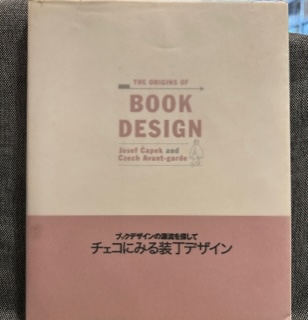 THE ORIGINS OF
BOOK
DESIGN
Josef Čapek and
Czech Avant-garde
ブックデザインの源流を探して
チェコにみる装丁デザイン